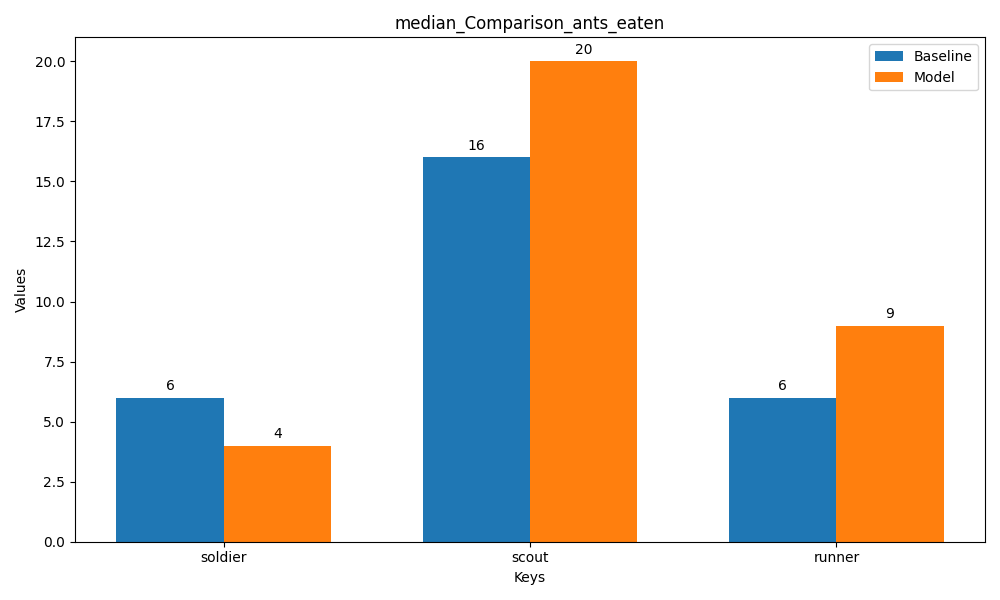 median_Comparison_ants_eaten
Baseline
Model
Values
20.0
17.5
15.0
12.5
10.0
7.5
5.0
2.5
0.0
6
4
16
20
6
9
soldier
scout
runner
Keys